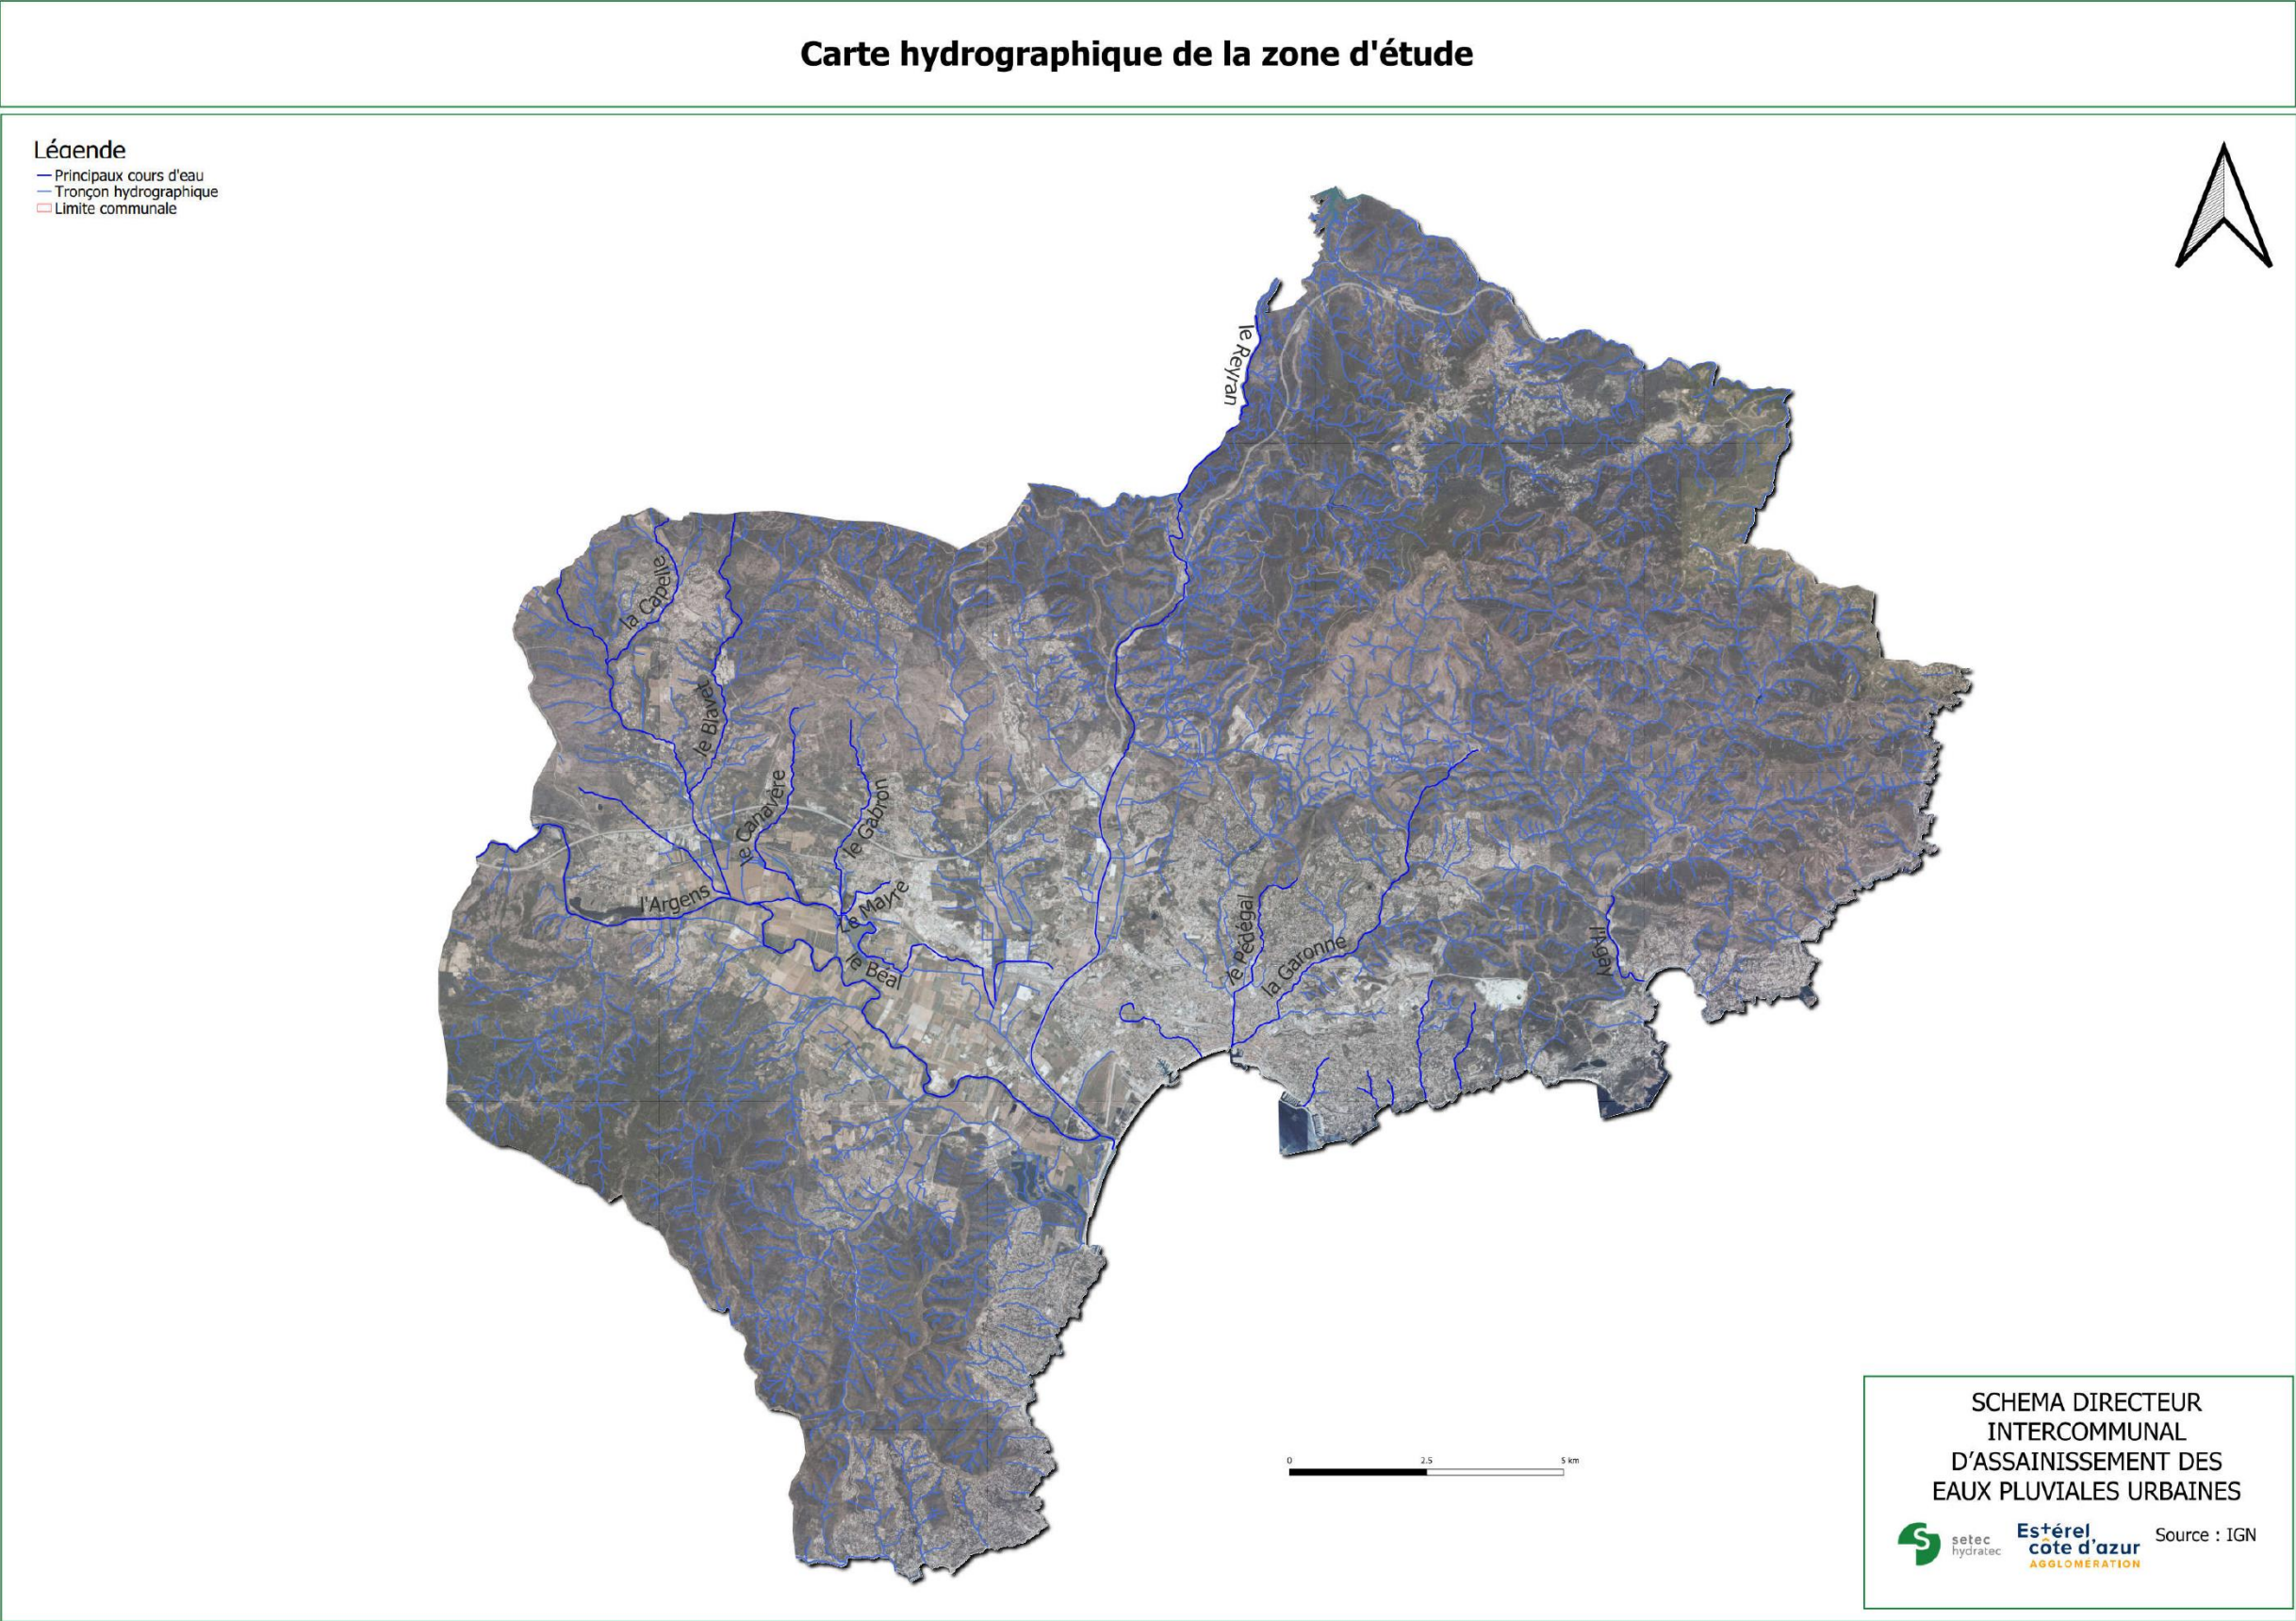 Carte hydrographique de la zone d'étude
Légende
Principaux cours d'eau
Tronçon hydrographique
Limite communale
le Reyran
la Capelle
le Blavet
le Canavère
le Gabron
l'Argens
Le Mayre
le Béal
le Pédégal
la Garonne
l'Agay
0 2.5 5 km
SCHEMA DIRECTEUR
INTERCOMMUNAL
D'ASSAINISSEMENT DES
EAUX PLUVIALES URBAINES
setec
hydratec
Estérel
côte d'azur
AGGLOMÉRATION
Source : IGN